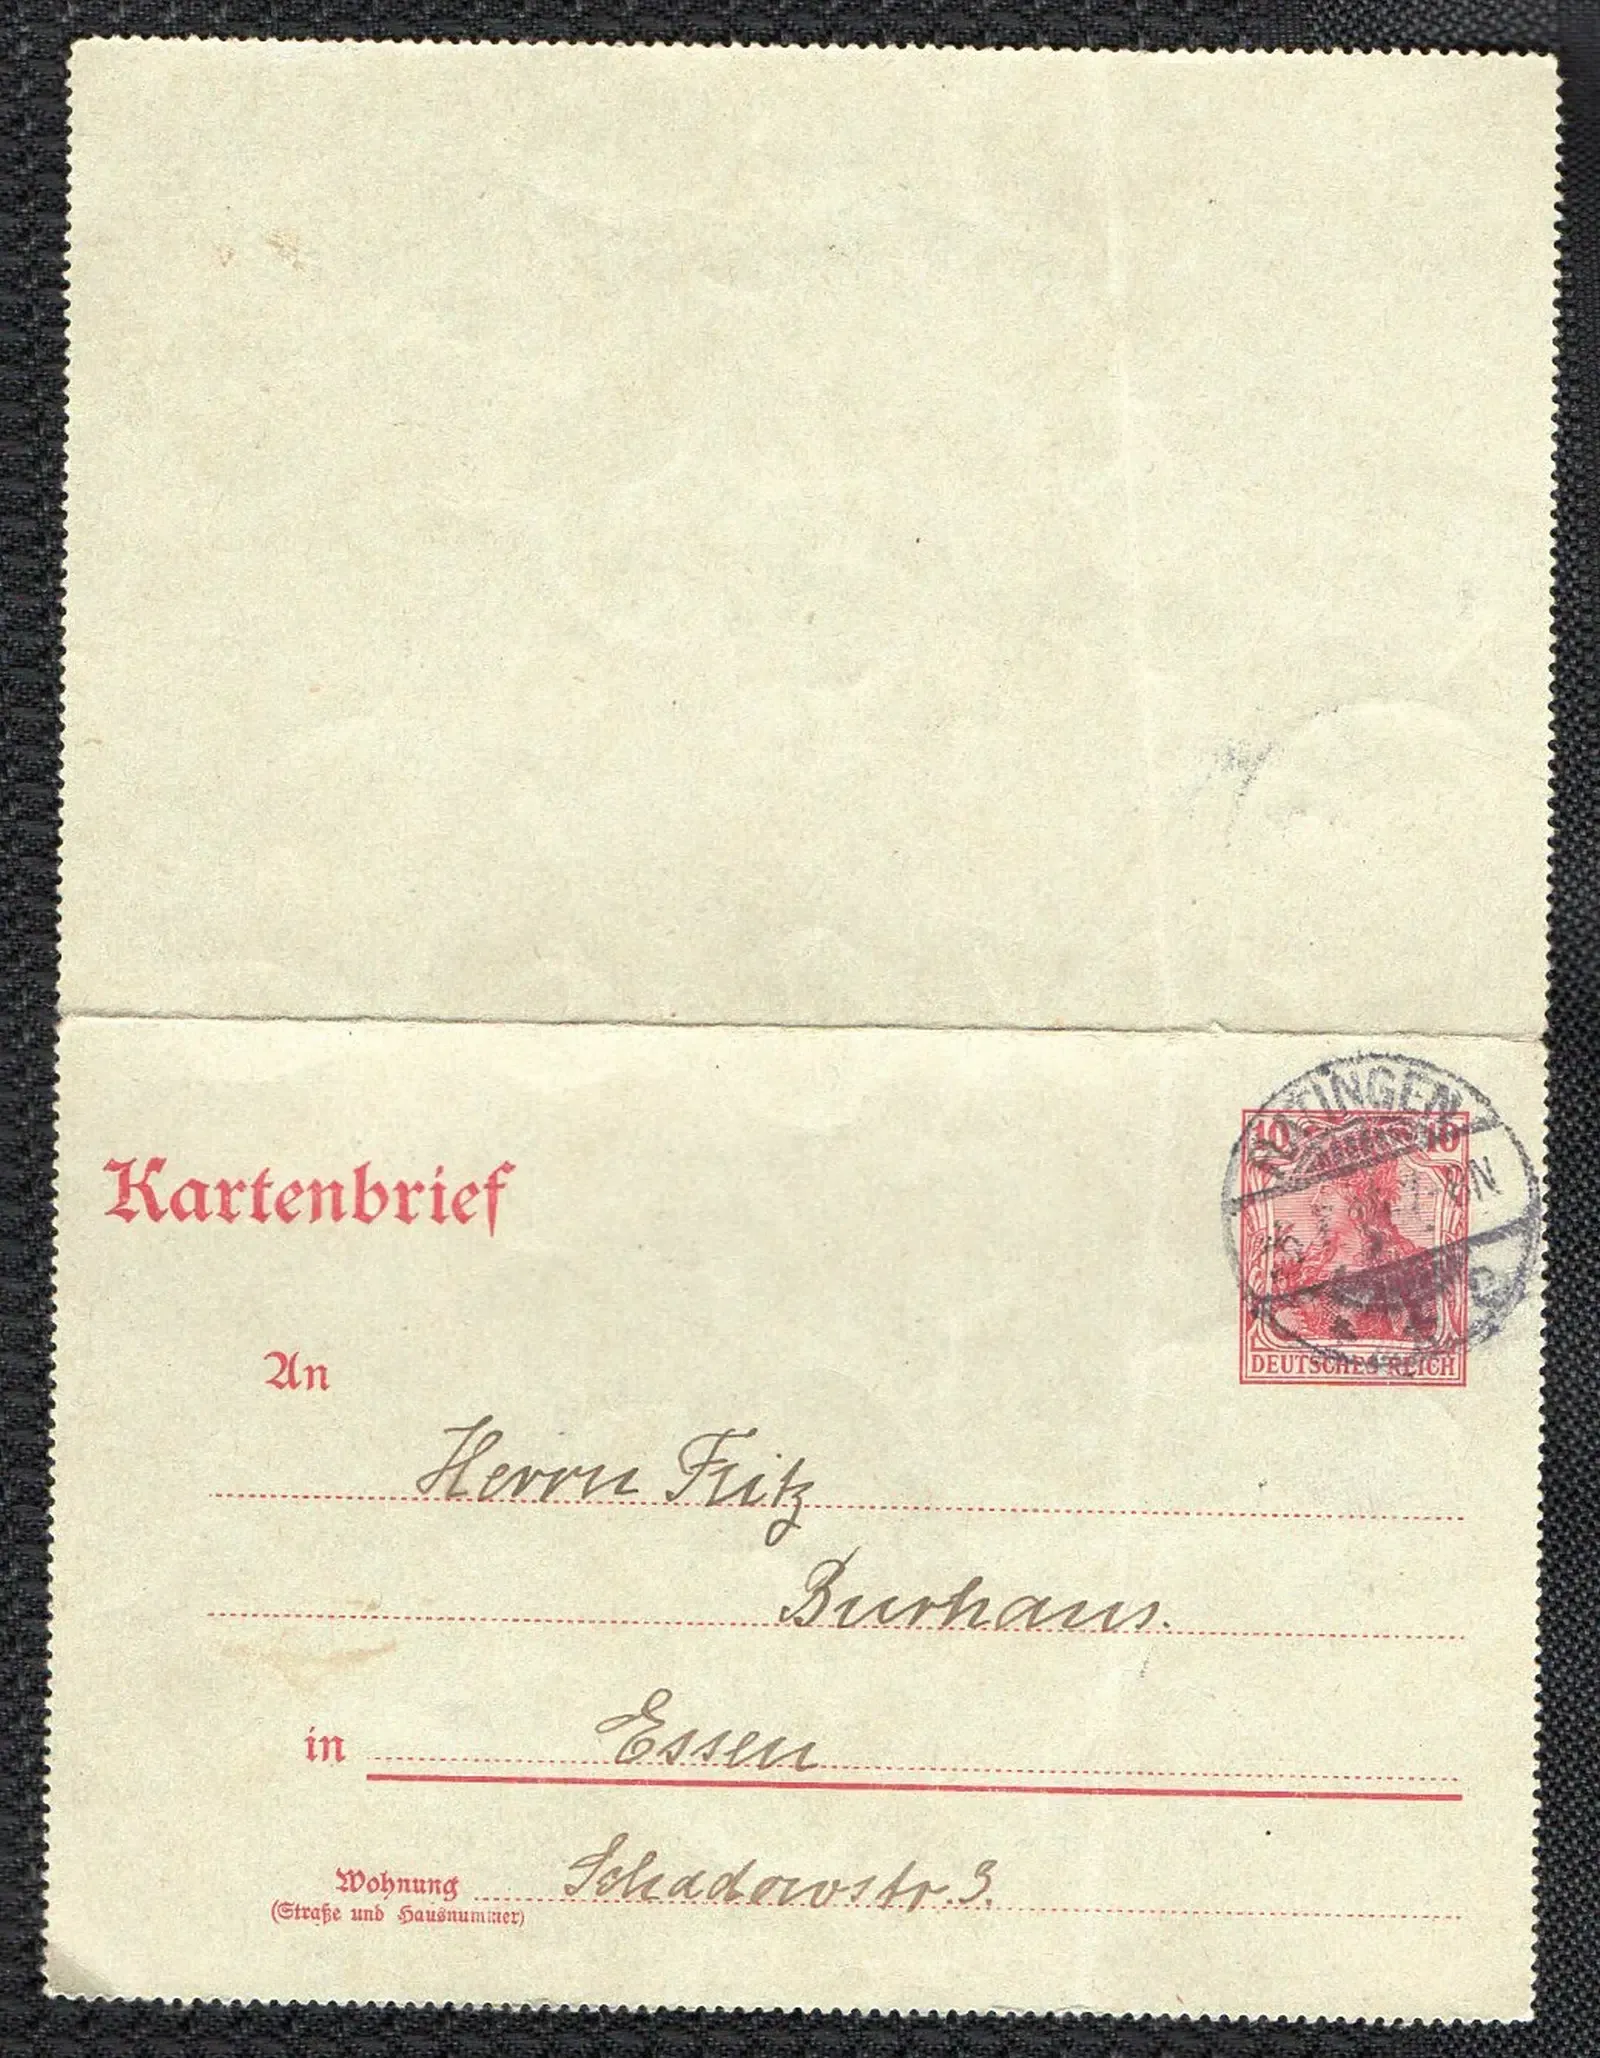 10 10
DEUTSCHES REICH
Kartenbrief
An
Herrn Fritz
Burhaus.
in Essen
Wohnung Schadowstr. 3.
(Straße und Hausnummer)